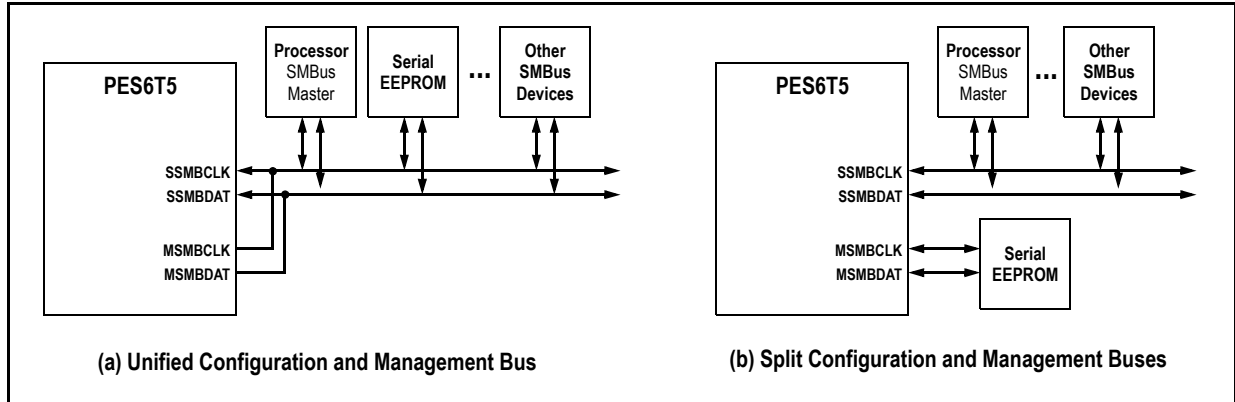 PES6T5
Processor
SMBus
Master
Serial
EEPROM
...
Other
SMBus
Devices
SSMBCLK
SSMBDAT
MSMBCLK
MSMBDAT
(a) Unified Configuration and Management Bus
PES6T5
Processor
SMBus
Master
...
Other
SMBus
Devices
SSMBCLK
SSMBDAT
MSMBCLK
MSMBDAT
Serial
EEPROM
(b) Split Configuration and Management Buses